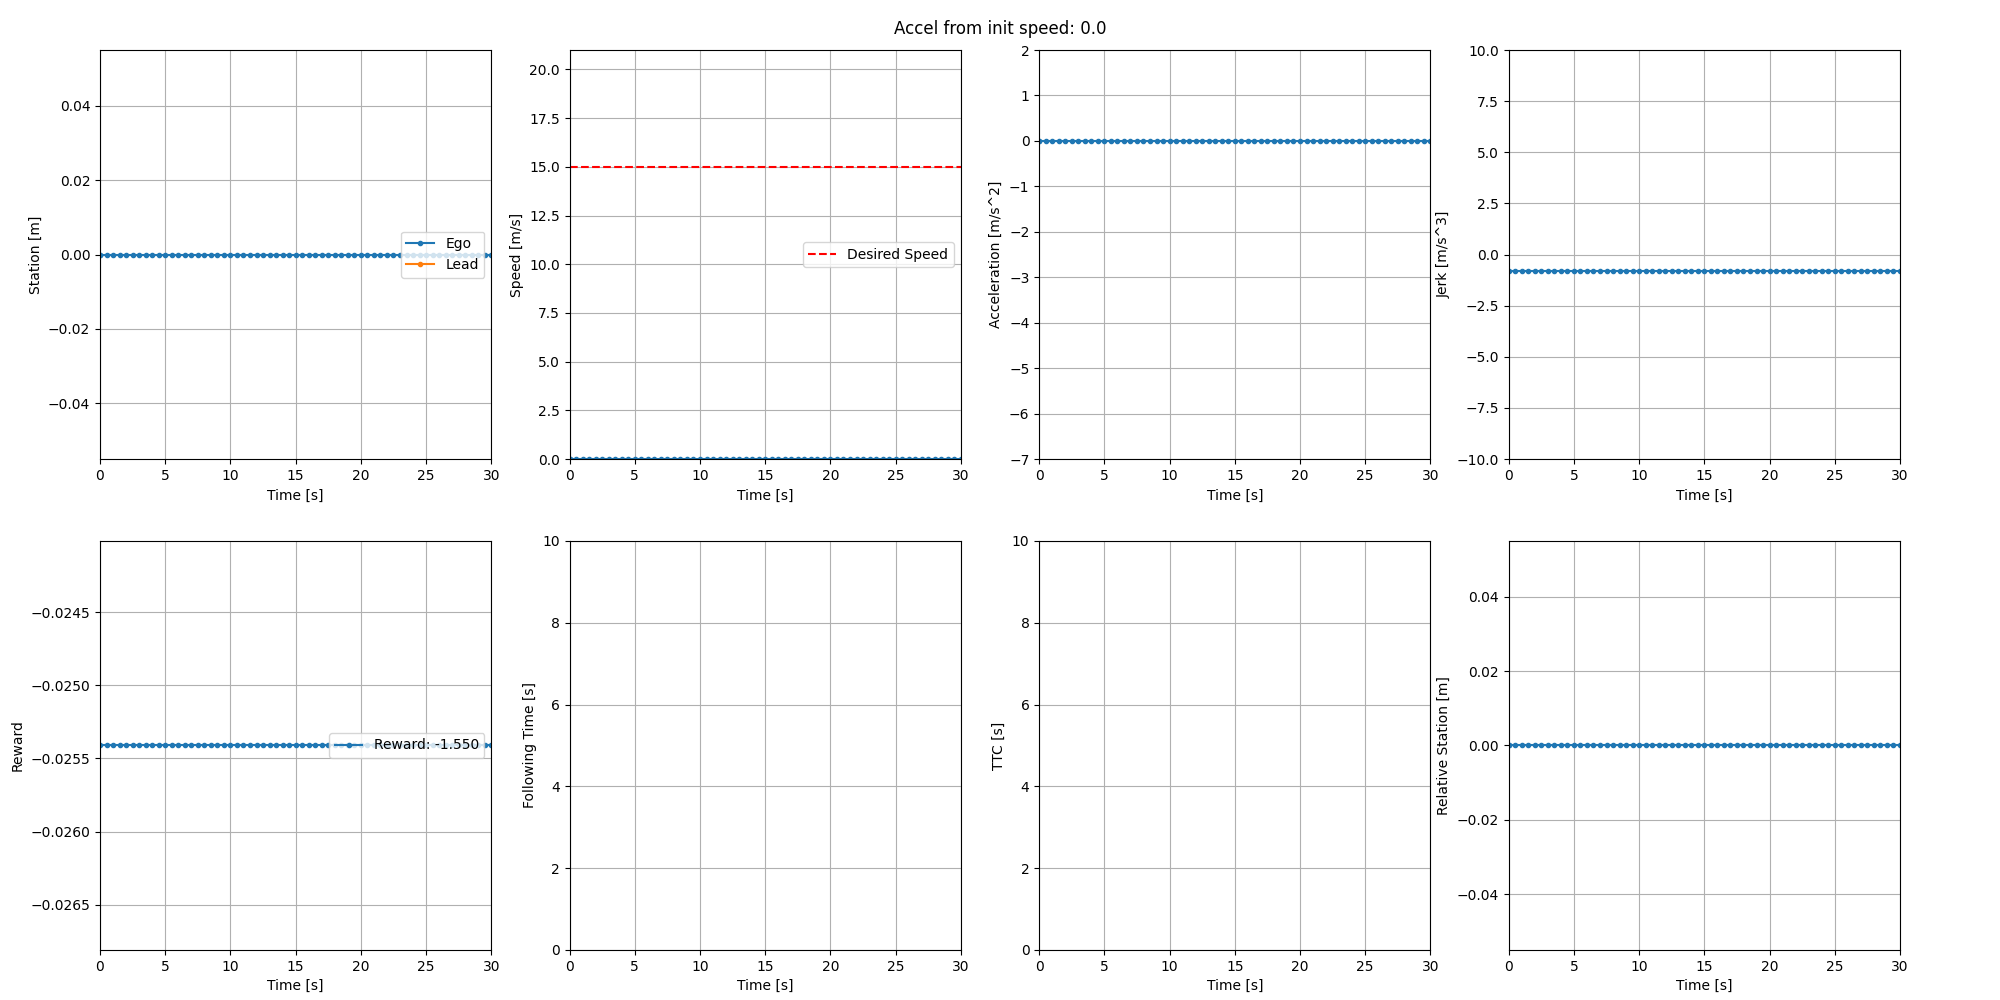 Accel from init speed: 0.0
Station [m]
0.04
0.02
0.00
−0.02
−0.04
Ego
Lead
0 5 10 15 20 25 30
Time [s]
Speed [m/s]
20.0
17.5
15.0
12.5
10.0
7.5
5.0
2.5
0.0
Desired Speed
0 5 10 15 20 25 30
Time [s]
Acceleration [m/s^2]
2
1
0
−1
−2
−3
−4
−5
−6
−7
0 5 10 15 20 25 30
Time [s]
Jerk [m/s^3]
10.0
7.5
5.0
2.5
0.0
−2.5
−5.0
−7.5
−10.0
0 5 10 15 20 25 30
Time [s]
Reward
−0.0245
−0.0250
−0.0255
−0.0260
−0.0265
Reward: -1.550
0 5 10 15 20 25 30
Time [s]
Following Time [s]
10
8
6
4
2
0
0 5 10 15 20 25 30
Time [s]
TTC [s]
10
8
6
4
2
0
0 5 10 15 20 25 30
Time [s]
Relative Station [m]
0.04
0.02
0.00
−0.02
−0.04
0 5 10 15 20 25 30
Time [s]